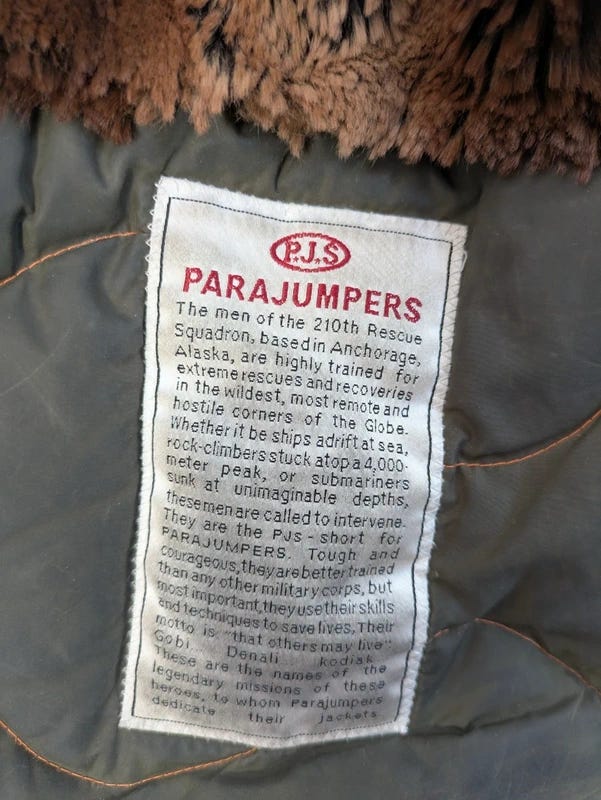 P.J.S
PARAJUMPERS
The men of the 210th Rescue
Squadron, based in Anchorage,
Alaska, are highly trained for
extreme rescues and recoveries
in the wildest, most remote and
hostile corners of the Globe.
Whether it be ships adrift at sea,
rock-climbers stuck atop a 4,000-
meter peak, or submariners
sunk at unimaginable depths,
these men are called to intervene.
They are the PJs - short for
PARAJUMPERS. Tough and
courageous, they are better trained
than any other military corps, but
most important, they use their skills
and techniques to save lives, Their
motto is "that others may live".
Gobi... Denali... kodiak...
These are the names of the
legendary missions of these
heroes, to whom Parajumpers
dedicate their jackets.